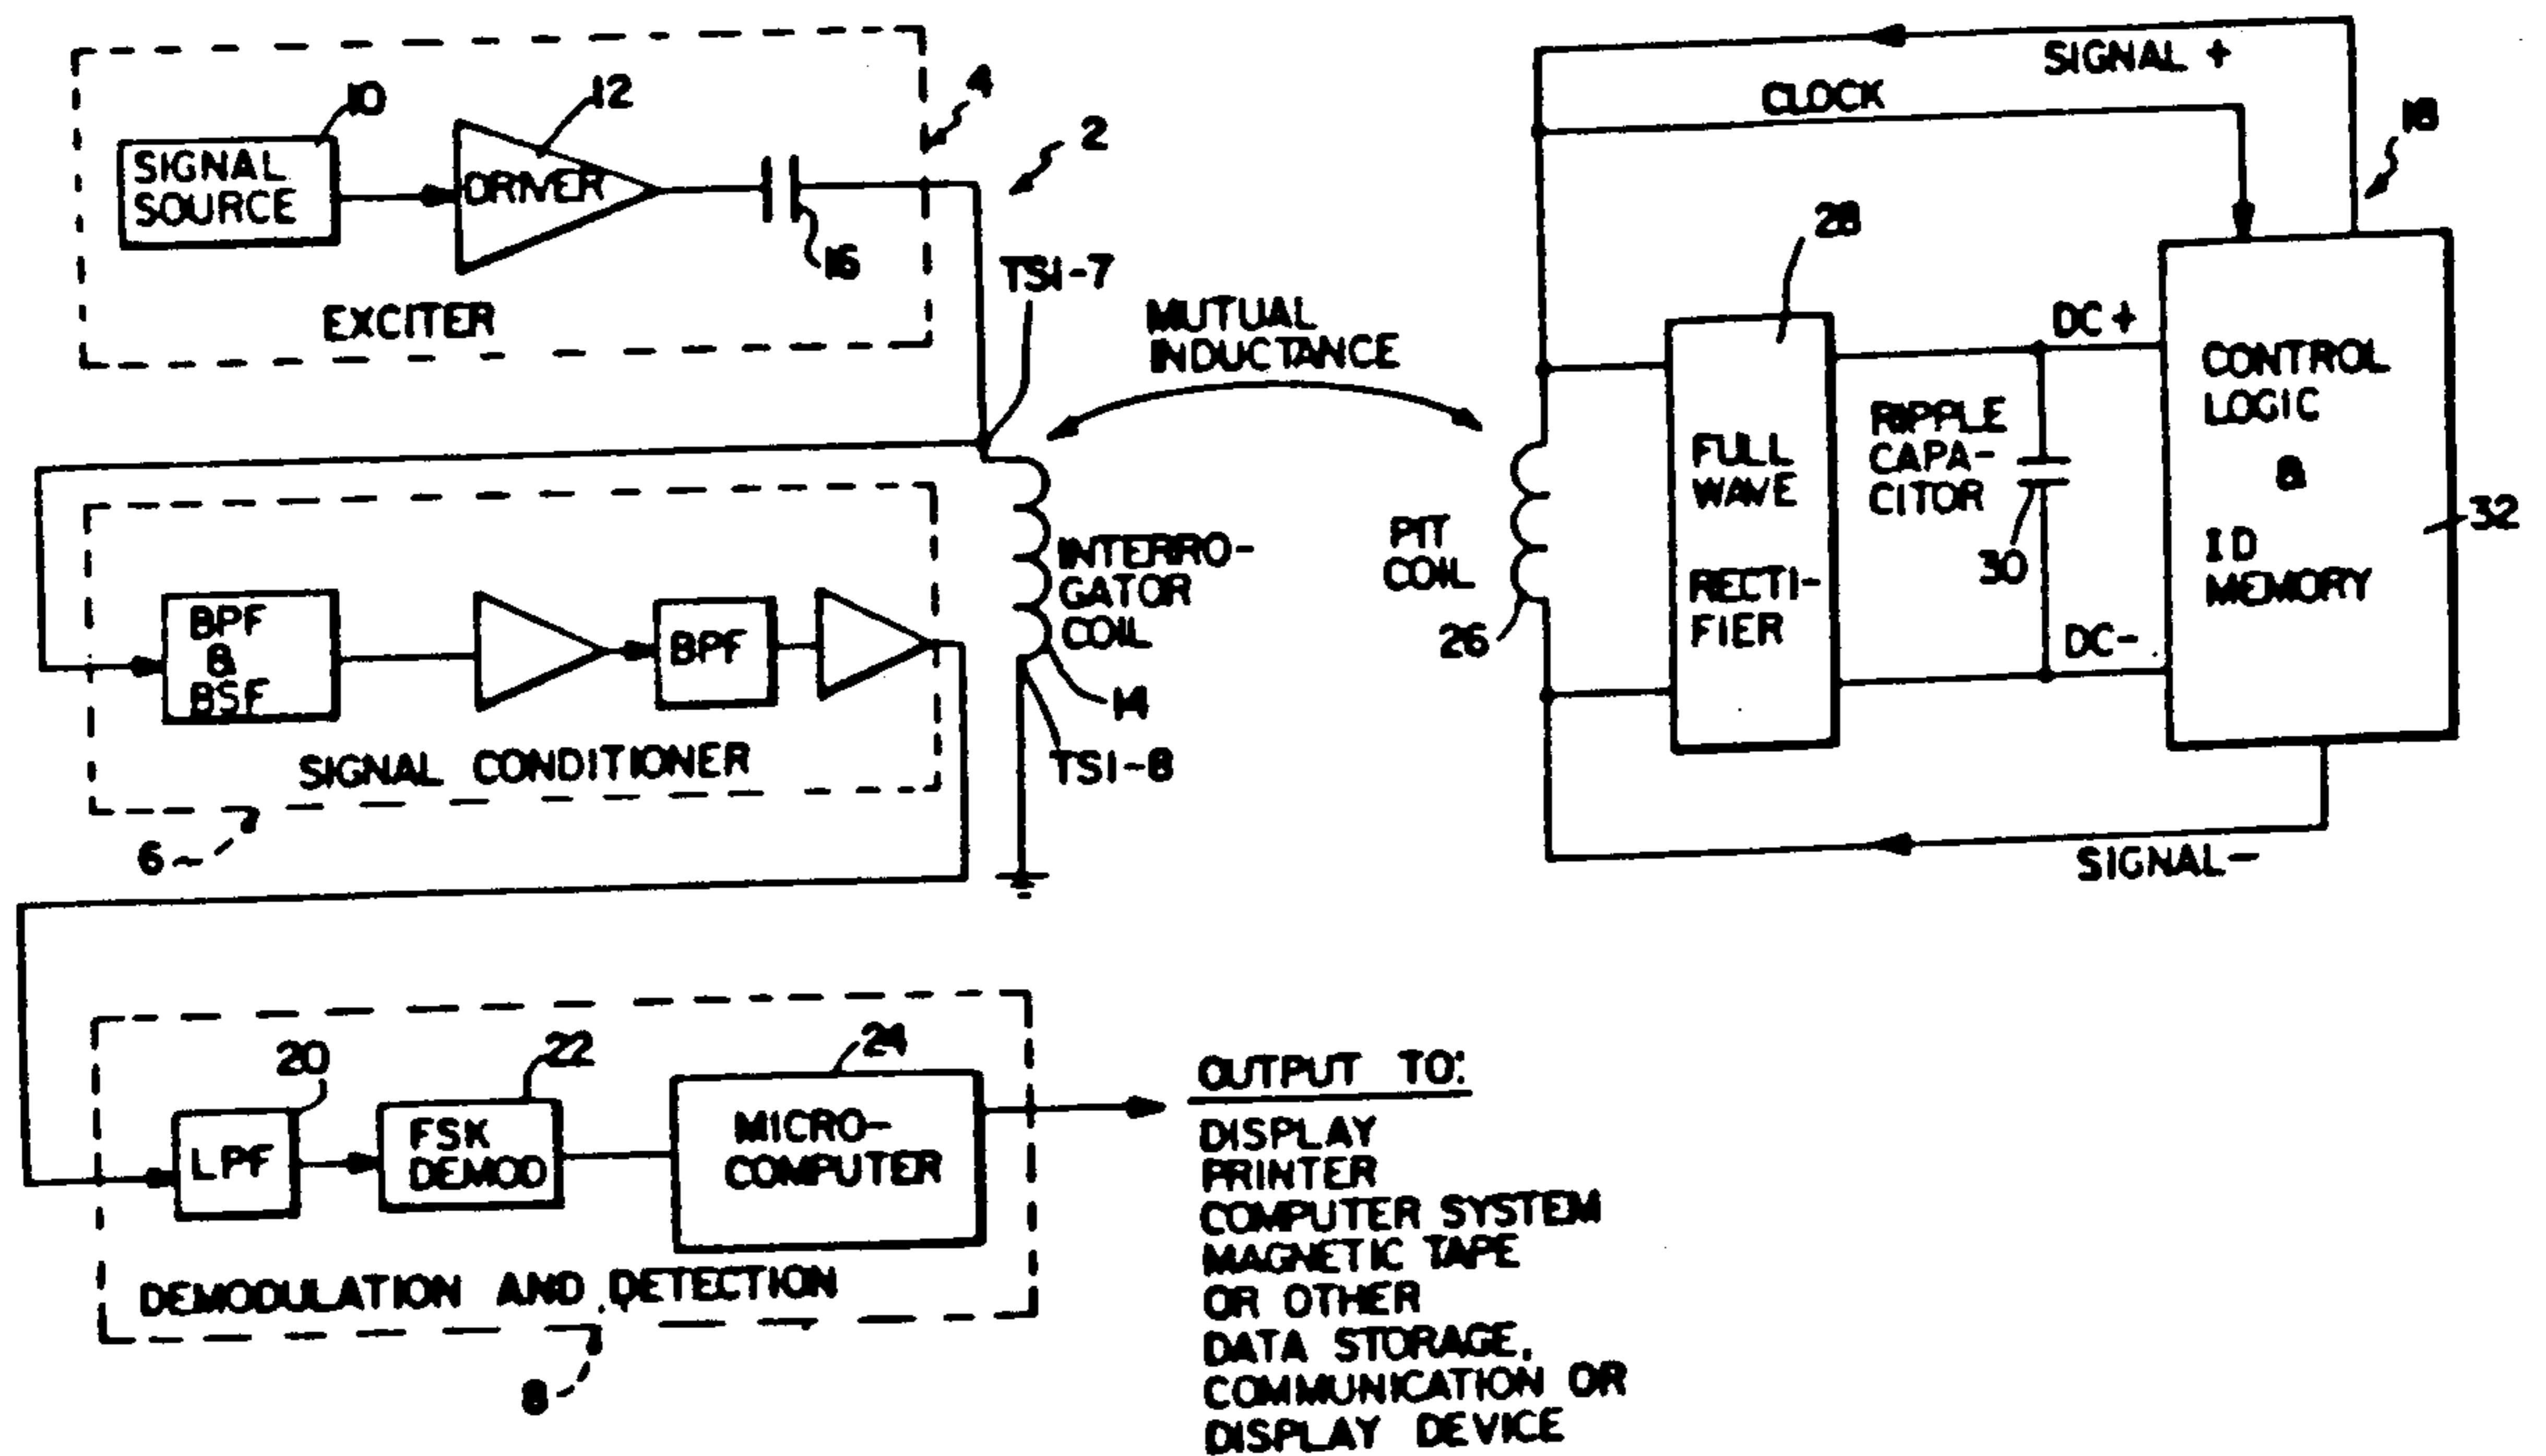 10
SIGNAL
SOURCE
12
DRIVER
16
EXCITER
4
2
TS1-7
MUTUAL
INDUCTANCE
SIGNAL +
CLOCK
18
28
FULL
WAVE
RECTI-
FIER
DC+
RIPPLE
CAPA-
CITOR
30
DC-
CONTROL
LOGIC
&
ID
MEMORY
32
PIT
COIL
26
SIGNAL-
INTERRO-
GATOR
COIL
14
TS1-8
BPF
&
BSF
BPF
SIGNAL CONDITIONER
6
20
LPF
22
FSK
DEMOD
24
MICRO-
COMPUTER
DEMODULATION AND DETECTION
8
OUTPUT TO:
DISPLAY
PRINTER
COMPUTER SYSTEM
MAGNETIC TAPE
OR OTHER
DATA STORAGE,
COMMUNICATION OR
DISPLAY DEVICE